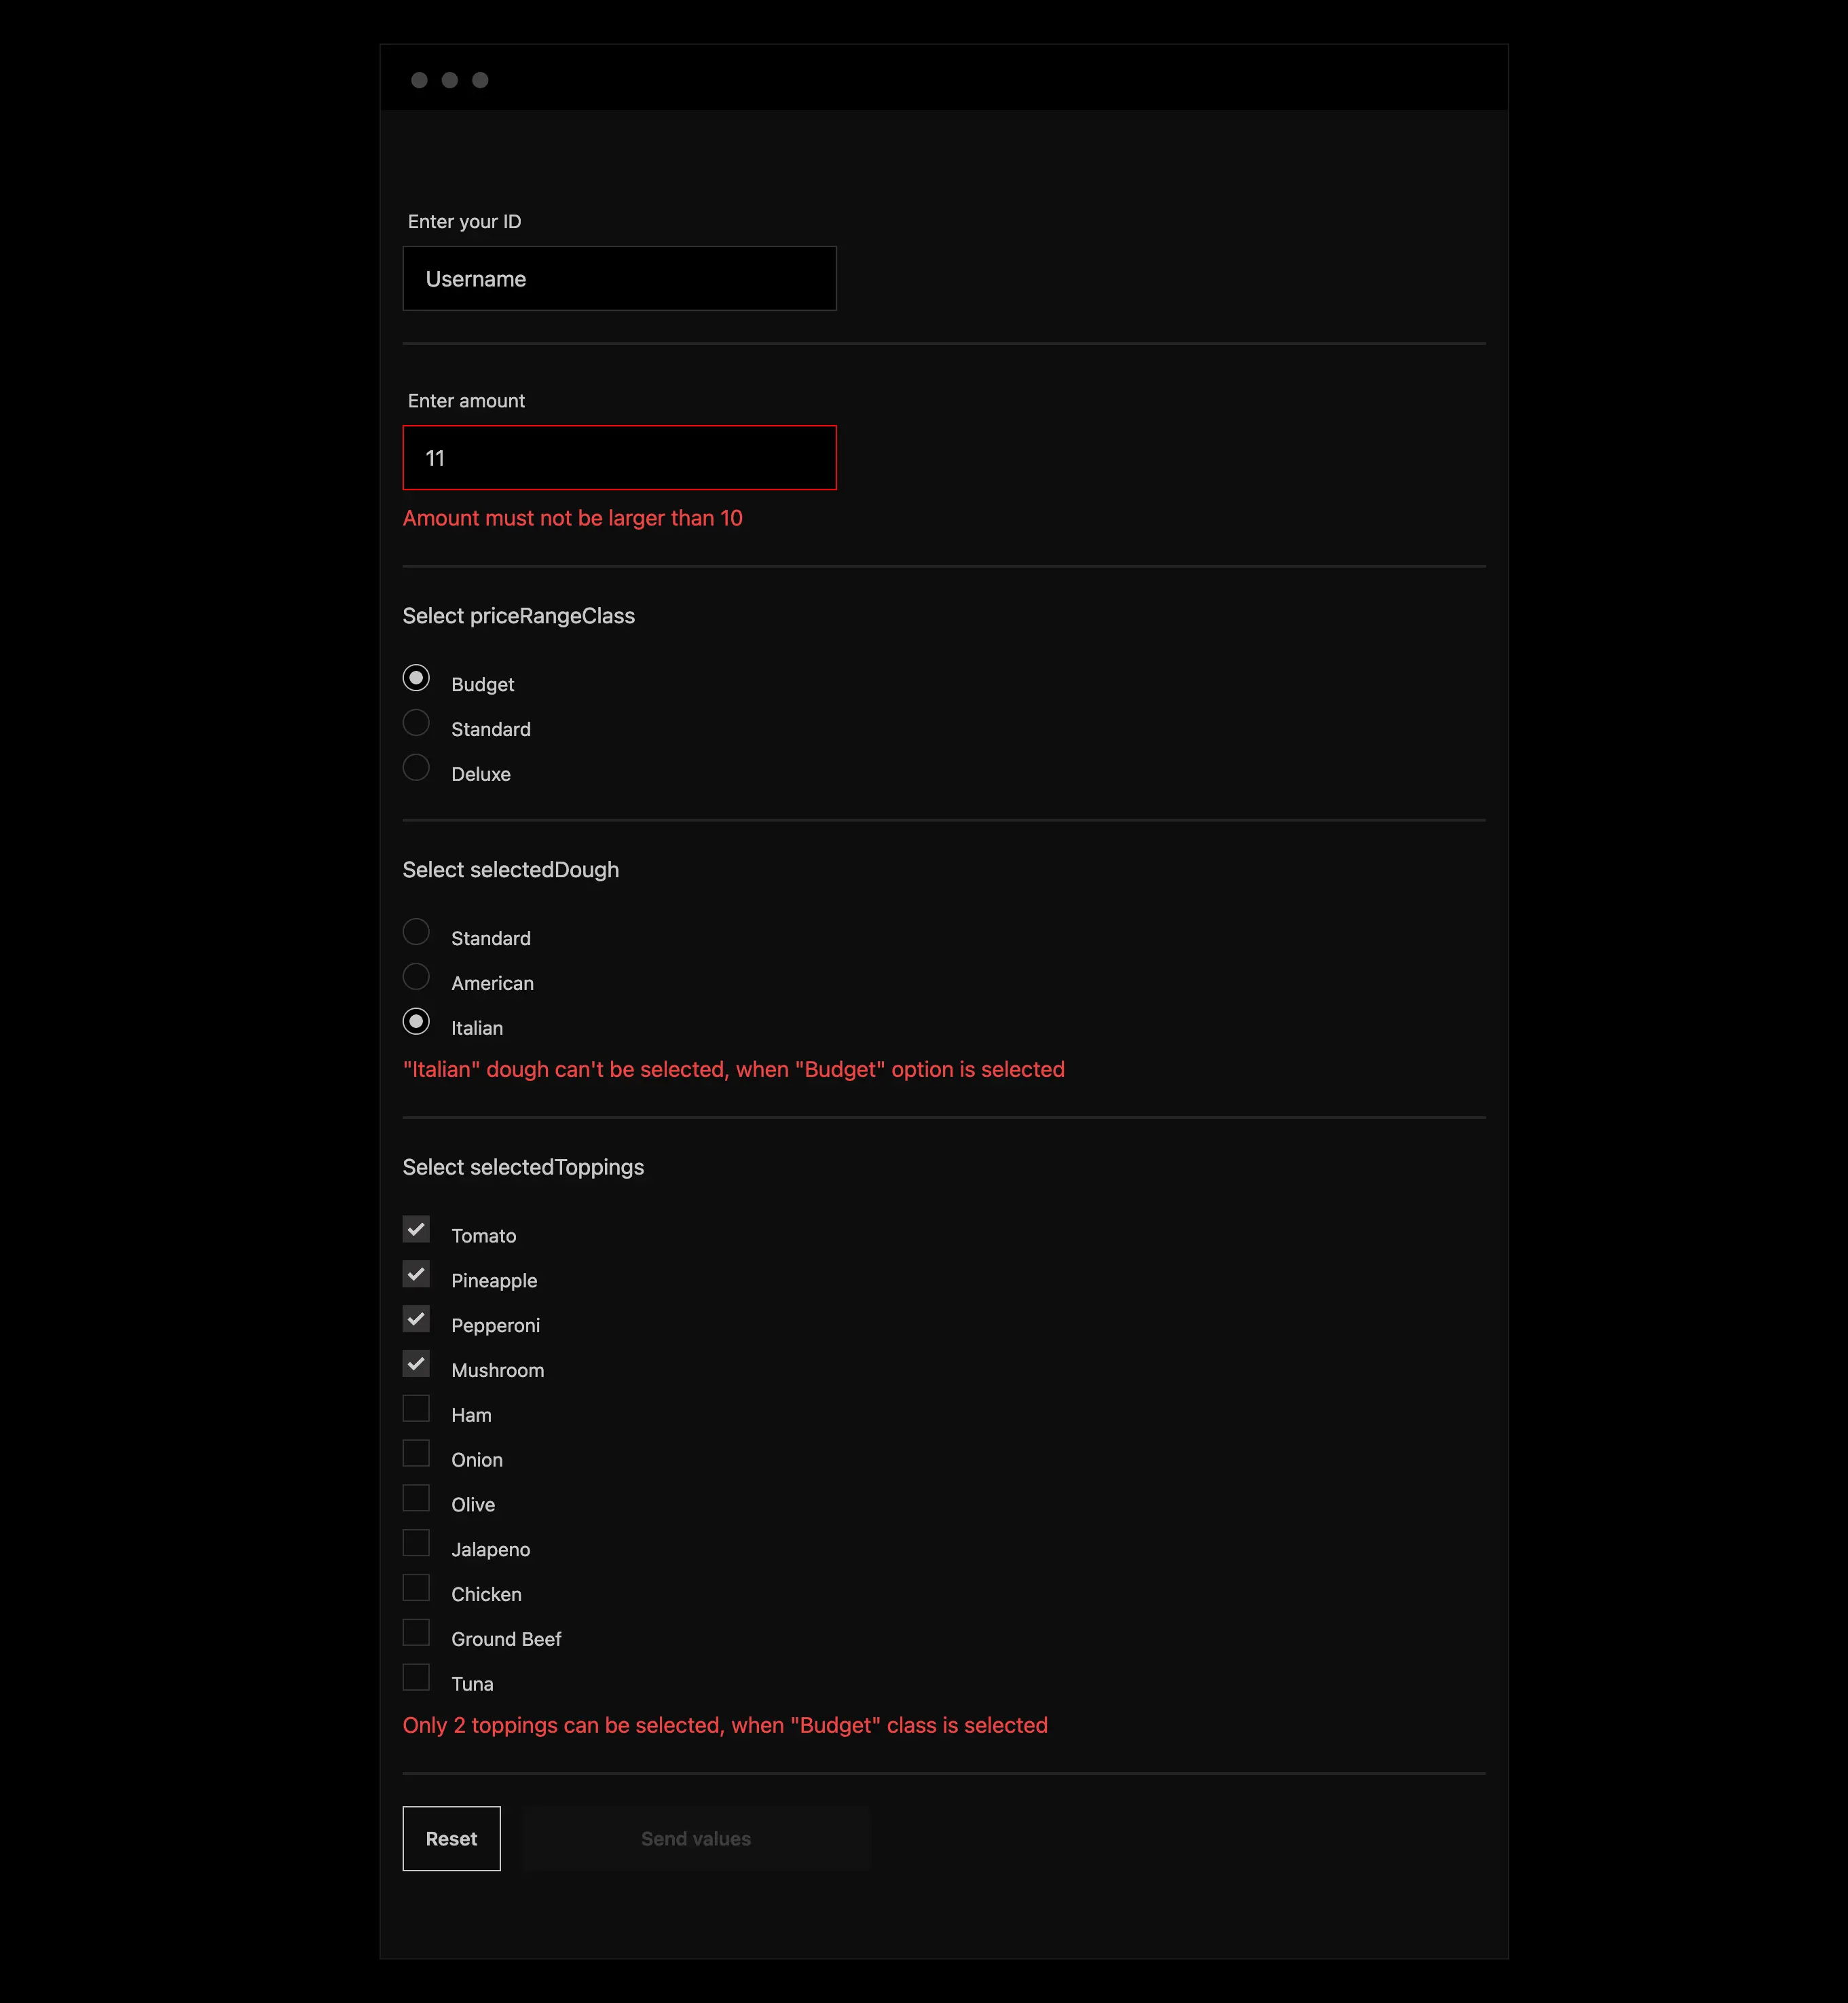 Enter your ID
Username
Enter amount
11
Amount must not be larger than 10
Select priceRangeClass
Budget
Standard
Deluxe
Select selectedDough
Standard
American
Italian
"Italian" dough can't be selected, when "Budget" option is selected
Select selectedToppings
Tomato
Pineapple
Pepperoni
Mushroom
Ham
Onion
Olive
Jalapeno
Chicken
Ground Beef
Tuna
Only 2 toppings can be selected, when "Budget" class is selected
Reset
Send values